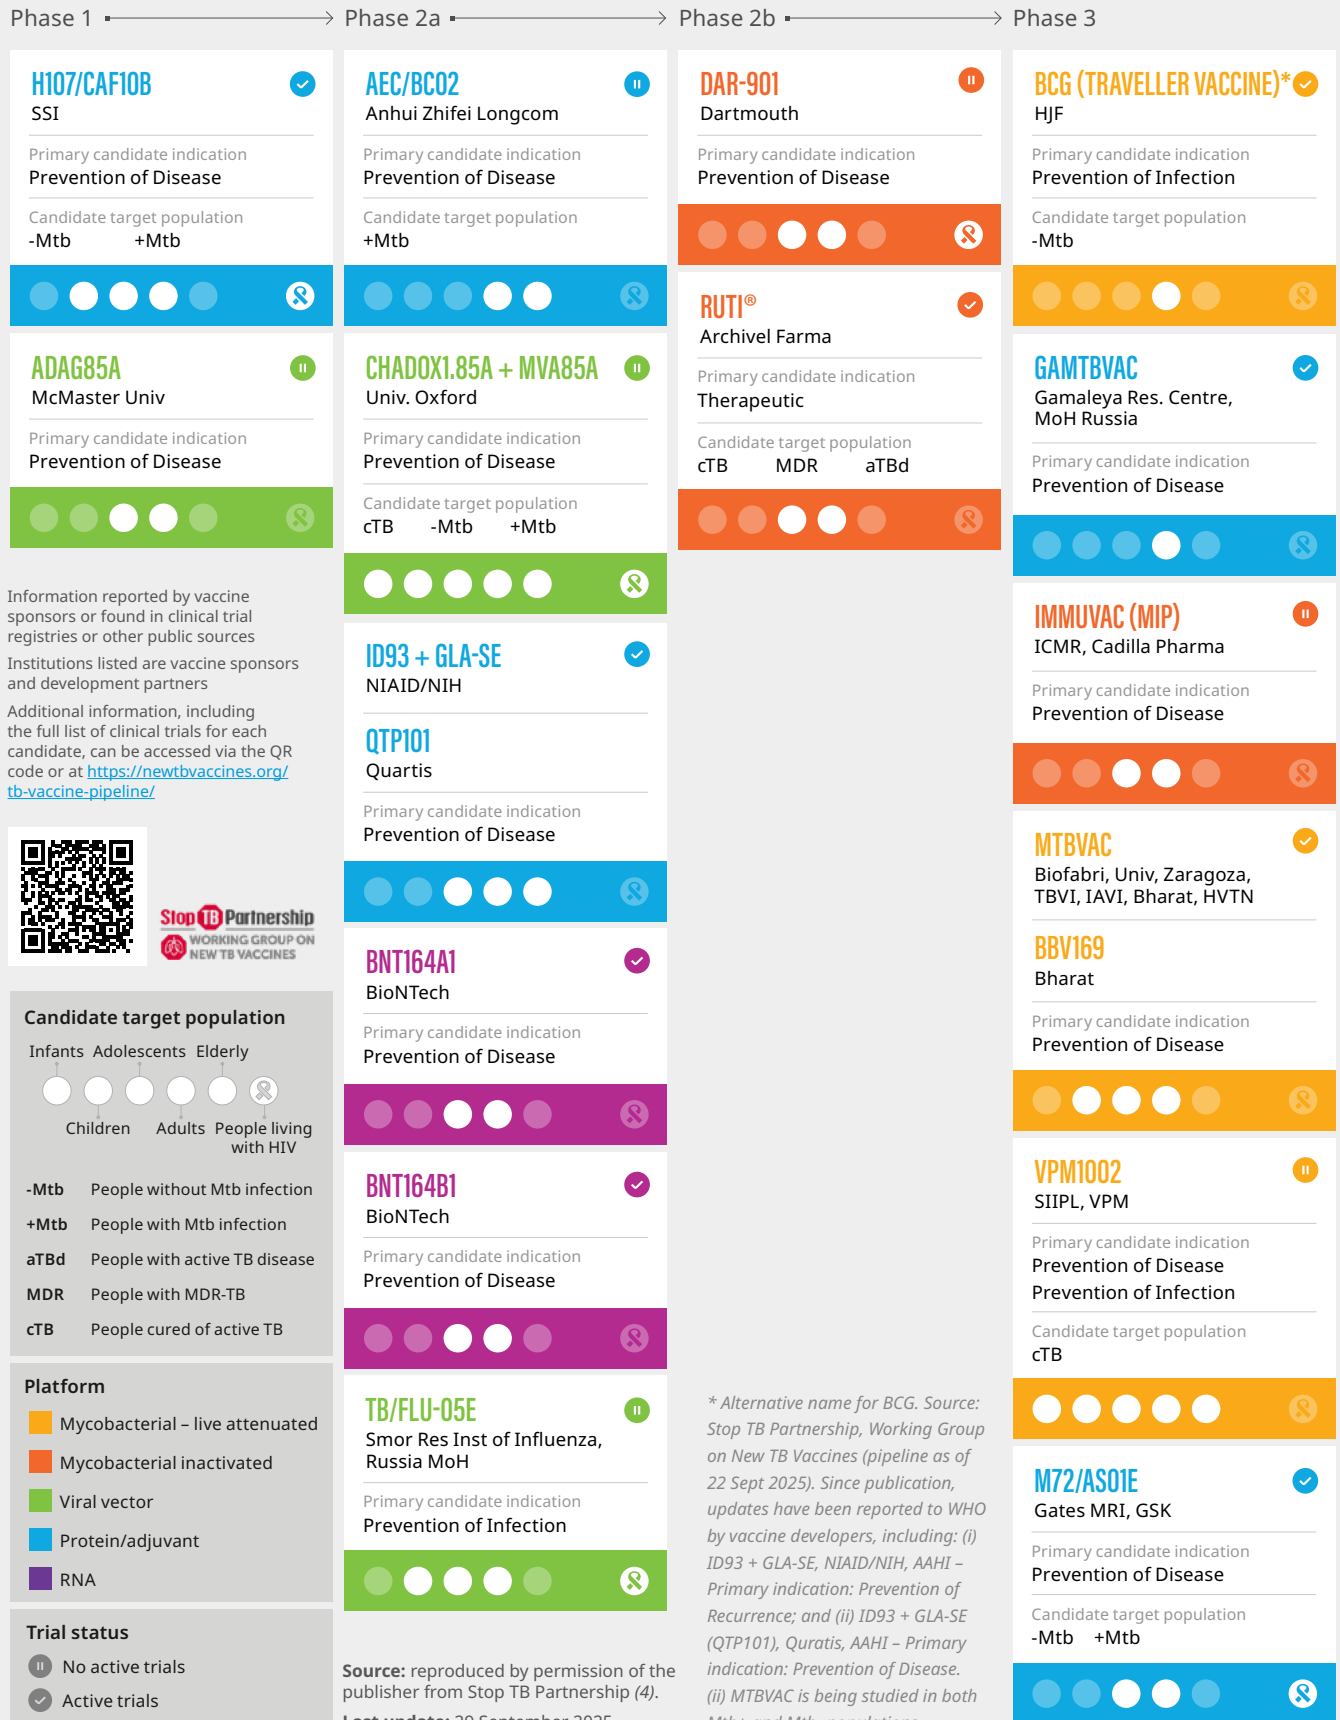 Phase 1
Phase 2a
Phase 2b
Phase 3
H107/CAF10B
SSI
Primary candidate indication
Prevention of Disease
Candidate target population
-Mtb +Mtb
ADAG85A
McMaster Univ
Primary candidate indication
Prevention of Disease
Information reported by vaccine
sponsors or found in clinical trial
registries or other public sources
Institutions listed are vaccine sponsors
and development partners
Additional information, including
the full list of clinical trials for each
candidate, can be accessed via the QR
code or at https://newtbvaccines.org/
tb-vaccine-pipeline/
Stop TB Partnership
WORKING GROUP ON
NEW TB VACCINES
Candidate target population
Infants Adolescents Elderly
Children Adults People living
with HIV
-Mtb People without Mtb infection
+Mtb People with Mtb infection
aTBd People with active TB disease
MDR People with MDR-TB
cTB People cured of active TB
Platform
Mycobacterial – live attenuated
Mycobacterial inactivated
Viral vector
Protein/adjuvant
RNA
Trial status
No active trials
Active trials
AEC/BC02
Anhui Zhifei Longcom
Primary candidate indication
Prevention of Disease
Candidate target population
+Mtb
CHADOX1.85A + MVA85A
Univ. Oxford
Primary candidate indication
Prevention of Disease
Candidate target population
cTB -Mtb +Mtb
ID93 + GLA-SE
NIAID/NIH
QTP101
Quartis
Primary candidate indication
Prevention of Disease
BNT164A1
BioNTech
Primary candidate indication
Prevention of Disease
BNT164B1
BioNTech
Primary candidate indication
Prevention of Disease
TB/FLU-05E
Smor Res Inst of Influenza,
Russia MoH
Primary candidate indication
Prevention of Infection
Source: reproduced by permission of the
publisher from Stop TB Partnership (4).
Last update: 29 September 2025
DAR-901
Dartmouth
Primary candidate indication
Prevention of Disease
RUTI®
Archivel Farma
Primary candidate indication
Therapeutic
Candidate target population
cTB MDR aTBd
* Alternative name for BCG. Source:
Stop TB Partnership, Working Group
on New TB Vaccines (pipeline as of
22 Sept 2025). Since publication,
updates have been reported to WHO
by vaccine developers, including: (i)
ID93 + GLA-SE, NIAID/NIH, AAHI –
Primary indication: Prevention of
Recurrence; and (ii) ID93 + GLA-SE
(QTP101), Quratis, AAHI – Primary
indication: Prevention of Disease.
(ii) MTBVAC is being studied in both
BCG (TRAVELLER VACCINE)*
HJF
Primary candidate indication
Prevention of Infection
Candidate target population
-Mtb
GAMTBVAC
Gamaleya Res. Centre,
MoH Russia
Primary candidate indication
Prevention of Disease
IMMUVAC (MIP)
ICMR, Cadilla Pharma
Primary candidate indication
Prevention of Disease
MTBVAC
Biofabri, Univ, Zaragoza,
TBVI, IAVI, Bharat, HVTN
BBV169
Bharat
Primary candidate indication
Prevention of Disease
VPM1002
SIIPL, VPM
Primary candidate indication
Prevention of Disease
Prevention of Infection
Candidate target population
cTB
M72/AS01E
Gates MRI, GSK
Primary candidate indication
Prevention of Disease
Candidate target population
-Mtb +Mtb